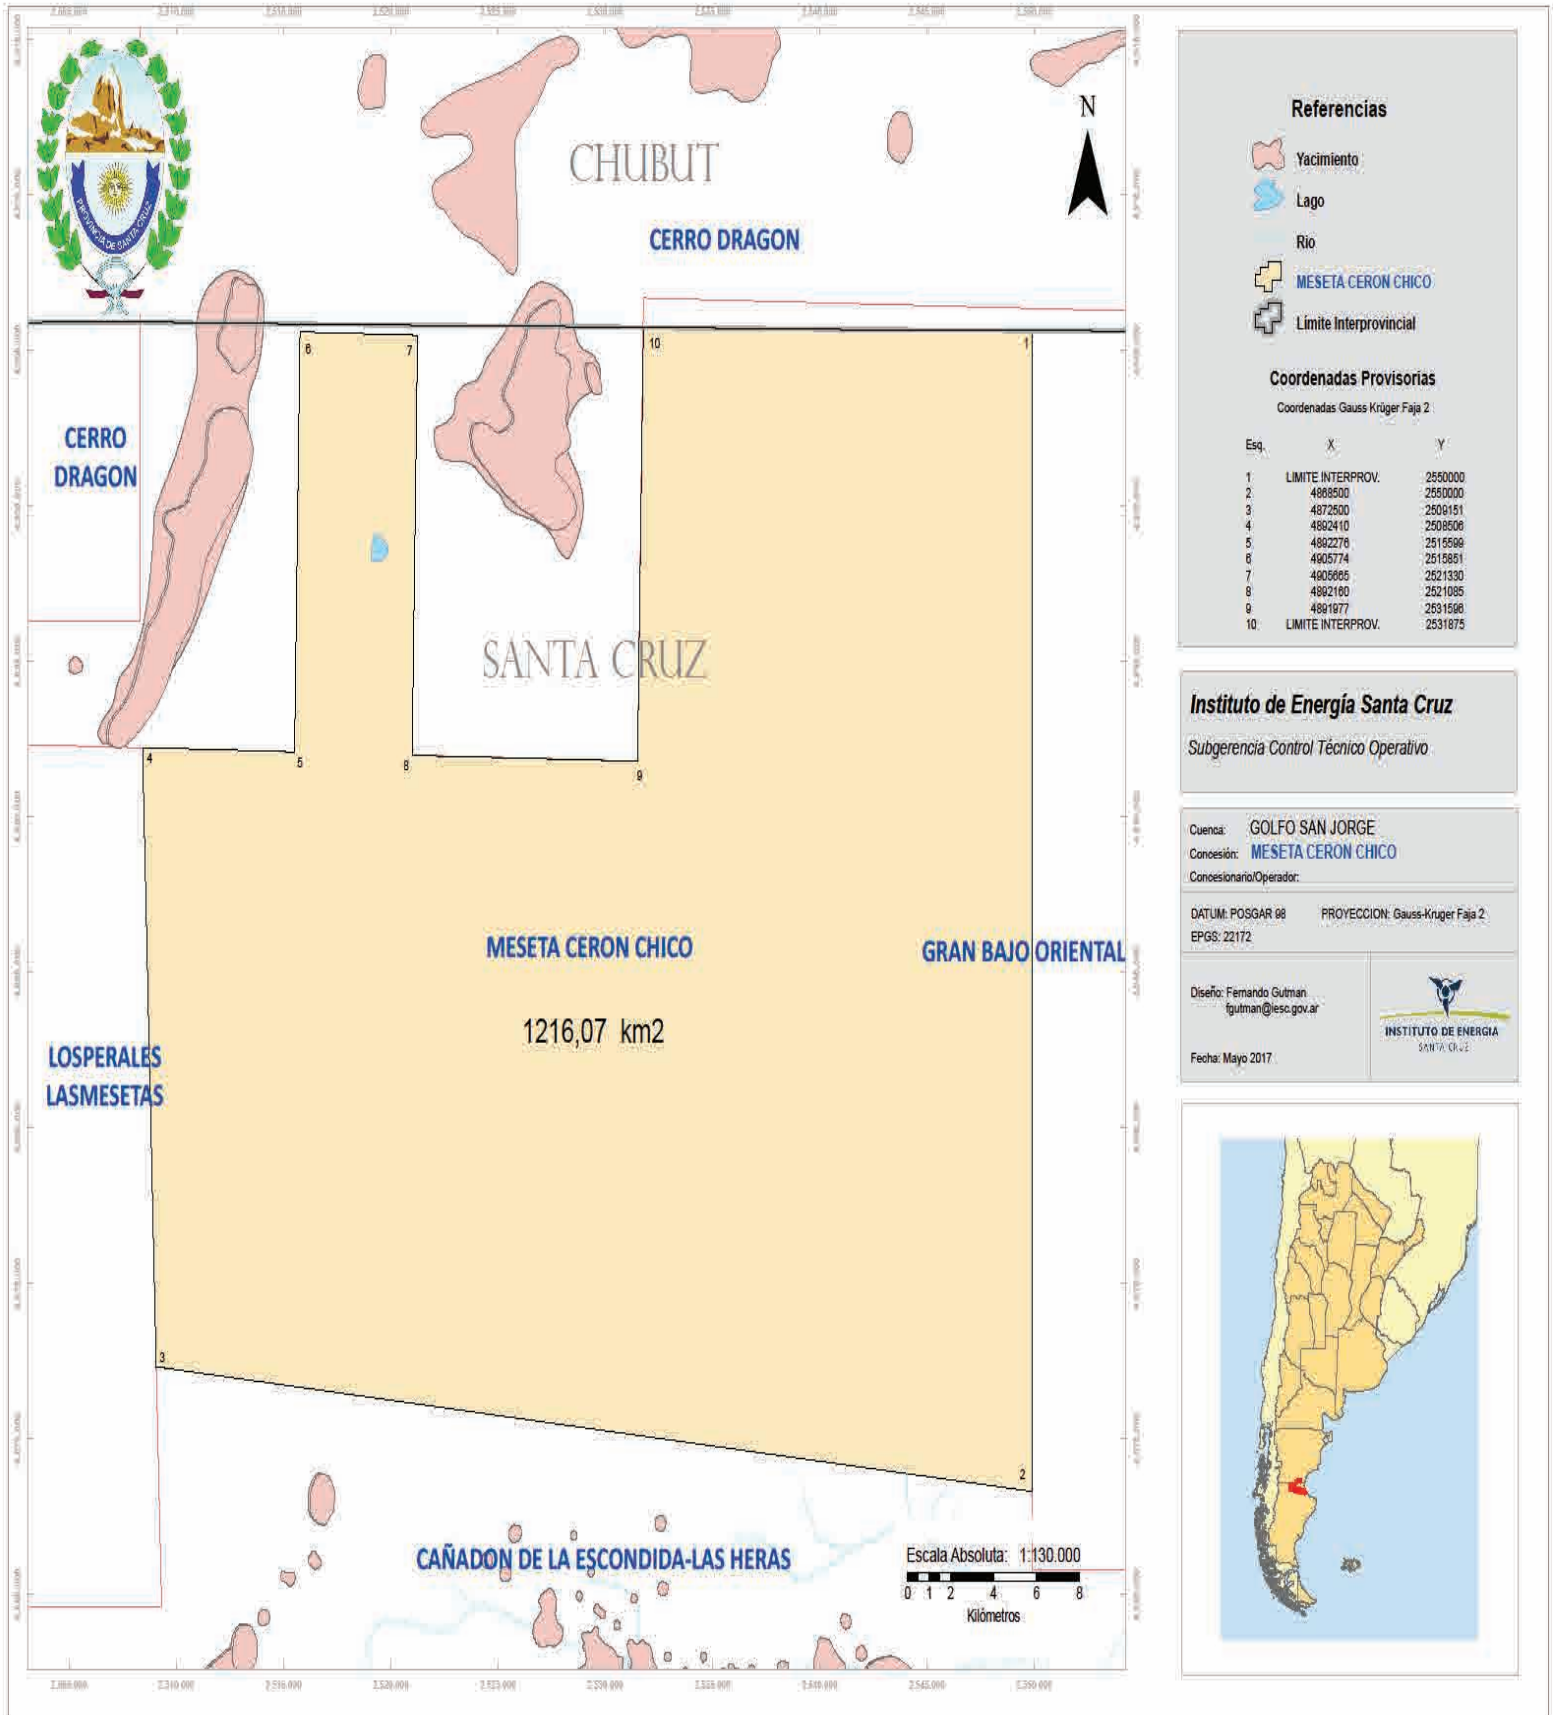 CHUBUT
N
CERRO DRAGON
PROVINCIA DE SANTA CRUZ
6
7
10
1
CERRO
DRAGON
SANTA CRUZ
4
5
8
9
MESETA CERON CHICO
GRAN BAJO ORIENTAL
1216,07 km2
LOSPERALES
LASMESETAS
3
2
CAÑADON DE LA ESCONDIDA-LAS HERAS
Escala Absoluta: 1:130.000
0 1 2 4 6 8
Kilómetros
Referencias
Yacimiento
Lago
Rio
MESETA CERON CHICO
Límite Interprovincial
Coordenadas Provisorias
Coordenadas Gauss Krüger Faja 2
Esq. X Y
1 LIMITE INTERPROV. 2550000
2 4868500 2550000
3 4872500 2509151
4 4892410 2508506
5 4892276 2515599
6 4905774 2515851
7 4905665 2521330
8 4892160 2521085
9 4891977 2531596
10 LIMITE INTERPROV. 2531875
Instituto de Energía Santa Cruz
Subgerencia Control Técnico Operativo
Cuenca: GOLFO SAN JORGE
Concesión: MESETA CERON CHICO
Concesionario/Operador:
DATUM: POSGAR 98 PROYECCION: Gauss-Kruger Faja 2
EPGS: 22172
Diseño: Fernando Gutman
fgutman@iesc.gov.ar
Fecha: Mayo 2017
INSTITUTO DE ENERGIA
SANTA CRUZ